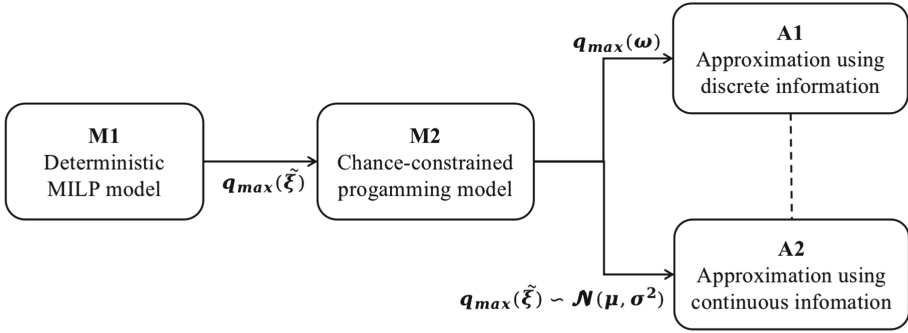 M1
Deterministic
MILP model
q_max(ξ̃)
M2
Chance-constrained
progamming model
q_max(ω)
A1
Approximation using
discrete information
q_max(ξ̃) ∽ 𝓝(μ, σ²)
A2
Approximation using
continuous infomation